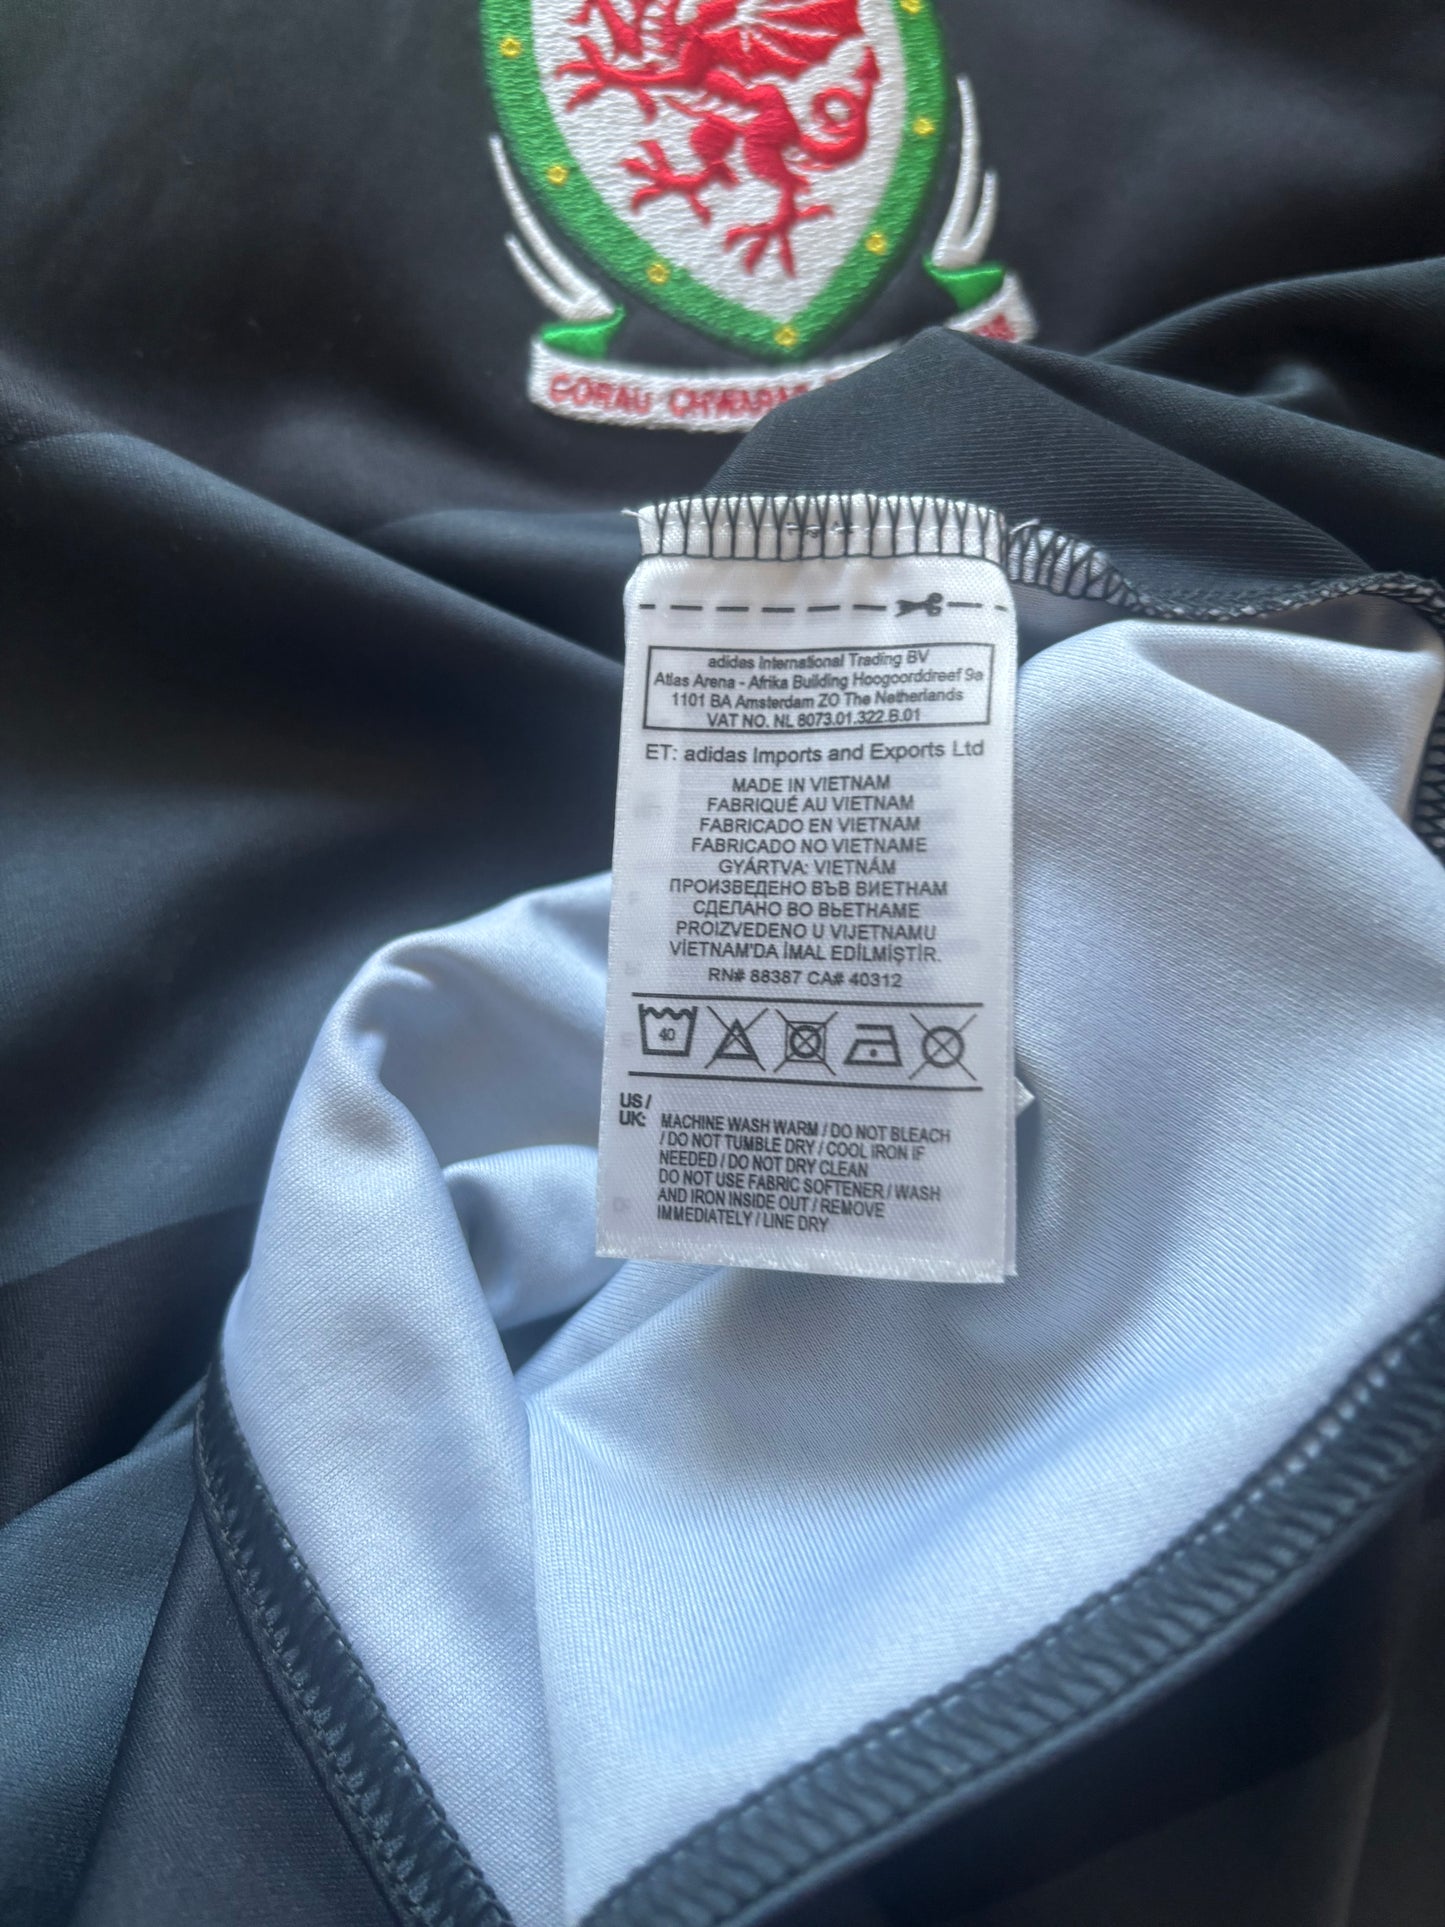 GORAU CHWARAE
adidas International Trading BV
Atlas Arena - Afrika Building Hoogoorddreef 9a
1101 BA Amsterdam ZO The Netherlands
VAT NO. NL 8073.01.322.B.01
ET: adidas Imports and Exports Ltd
MADE IN VIETNAM
FABRIQUÉ AU VIETNAM
FABRICADO EN VIETNAM
FABRICADO NO VIETNAME
GYÁRTVA: VIETNÁM
ПРОИЗВЕДЕНО ВЪВ ВИЕТНАМ
СДЕЛАНО ВО ВЬЕТНАМЕ
PROIZVEDENO U VIJETNAMU
VİETNAM'DA İMAL EDİLMİŞTİR.
RN# 88387 CA# 40312
40
US/
UK:
MACHINE WASH WARM / DO NOT BLEACH
/ DO NOT TUMBLE DRY / COOL IRON IF
NEEDED / DO NOT DRY CLEAN
DO NOT USE FABRIC SOFTENER / WASH
AND IRON INSIDE OUT / REMOVE
IMMEDIATELY / LINE DRY